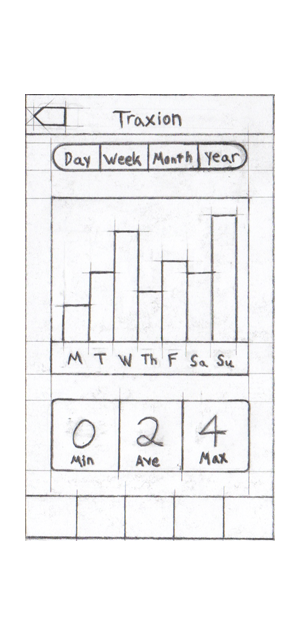 Traxion
Day Week Month Year
M T W Th F Sa Su
0 2 4
Min Ave Max